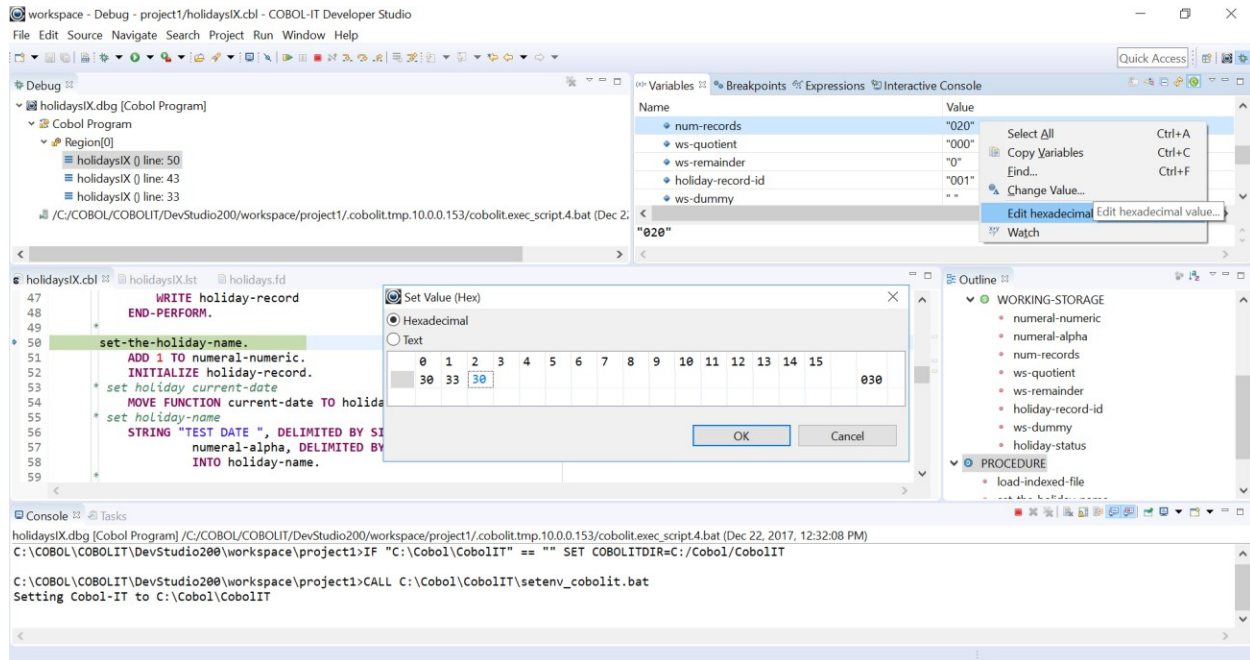 workspace - Debug - project1/holidaysIX.cbl - COBOL-IT Developer Studio
File Edit Source Navigate Search Project Run Window Help
Quick Access
Debug
holidaysIX.dbg [Cobol Program]
Cobol Program
Region[0]
holidaysIX () line: 50
holidaysIX () line: 43
holidaysIX () line: 33
/C:/COBOL/COBOLIT/DevStudio200/workspace/project1/.cobolit.tmp.10.0.0.153/cobolit.exec_script.4.bat (Dec 22
Variables Breakpoints Expressions Interactive Console
Name Value
num-records "020"
ws-quotient "000"
ws-remainder "0"
holiday-record-id "001"
ws-dummy " "
"020"
Select All Ctrl+A
Copy Variables Ctrl+C
Find... Ctrl+F
Change Value...
Edit hexadecimal Edit hexadecimal value...
Watch
holidaysIX.cbl holidaysIX.lst holidays.fd
47 WRITE holiday-record
48 END-PERFORM.
49 *
50 set-the-holiday-name.
51 ADD 1 TO numeral-numeric.
52 INITIALIZE holiday-record.
53 * set holiday current-date
54 MOVE FUNCTION current-date TO holida
55 * set holiday-name
56 STRING "TEST DATE ", DELIMITED BY SI
57 numeral-alpha, DELIMITED BY
58 INTO holiday-name.
59 *
Set Value (Hex)
Hexadecimal
Text
0 1 2 3 4 5 6 7 8 9 10 11 12 13 14 15
30 33 30 030
OK Cancel
Outline
WORKING-STORAGE
numeral-numeric
numeral-alpha
num-records
ws-quotient
ws-remainder
holiday-record-id
ws-dummy
holiday-status
PROCEDURE
load-indexed-file
set-the-holiday-name
Console Tasks
holidaysIX.dbg [Cobol Program] /C:/COBOL/COBOLIT/DevStudio200/workspace/project1/.cobolit.tmp.10.0.0.153/cobolit.exec_script.4.bat (Dec 22, 2017, 12:32:08 PM)
C:\COBOL\COBOLIT\DevStudio200\workspace\project1>IF "C:\Cobol\CobolIT" == "" SET COBOLITDIR=C:/Cobol/CobolIT
C:\COBOL\COBOLIT\DevStudio200\workspace\project1>CALL C:\Cobol\CobolIT\setenv_cobolit.bat
Setting Cobol-IT to C:\Cobol\CobolIT